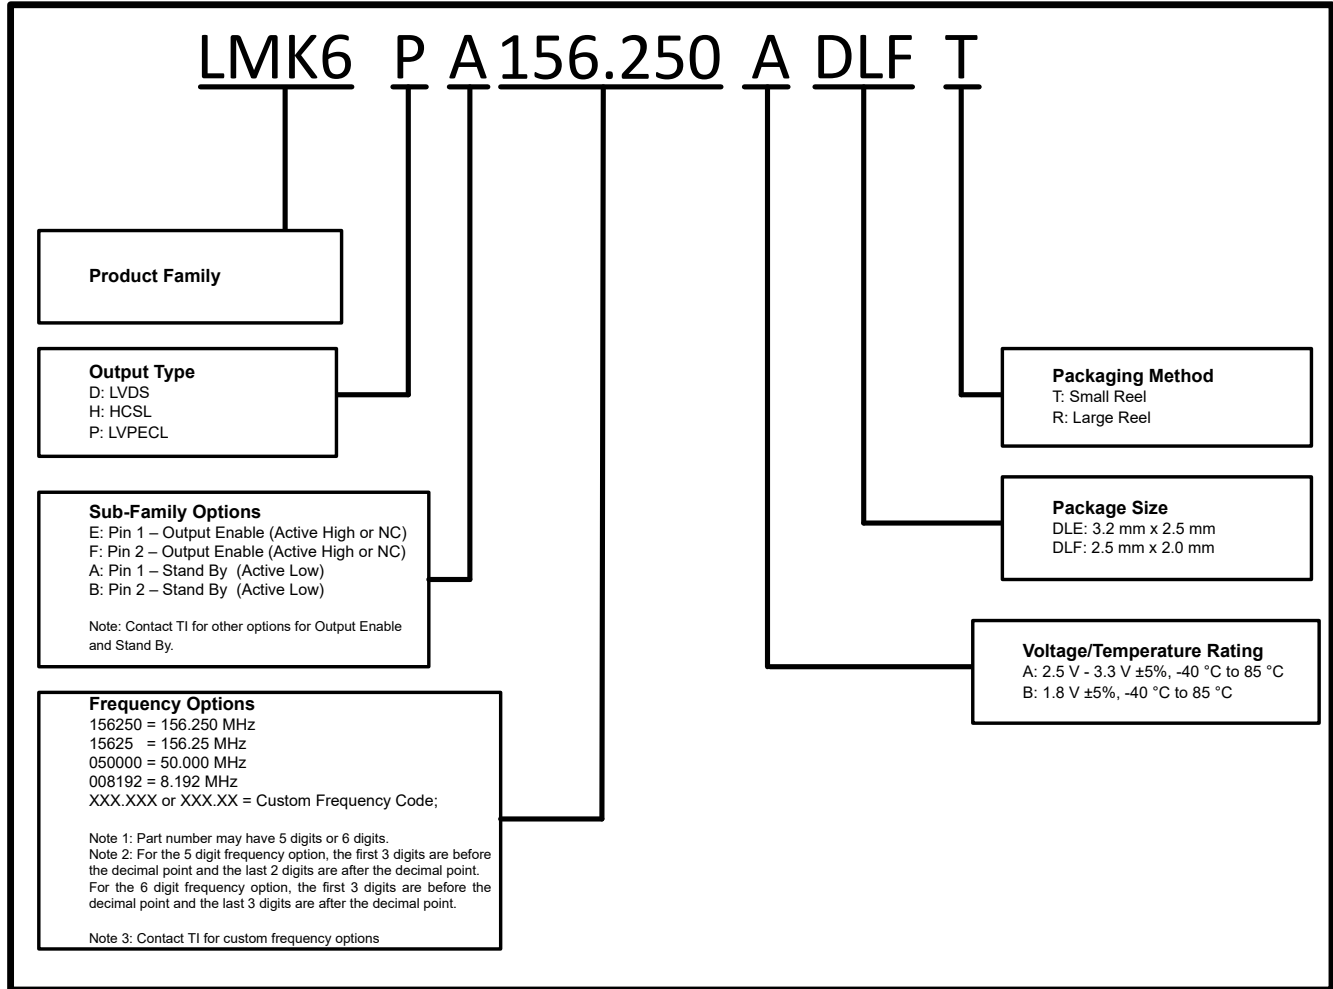 LMK6 P A 156.250 A DLF T
Product Family
Output Type
D: LVDS
H: HCSL
P: LVPECL
Sub-Family Options
E: Pin 1 – Output Enable (Active High or NC)
F: Pin 2 – Output Enable (Active High or NC)
A: Pin 1 – Stand By (Active Low)
B: Pin 2 – Stand By (Active Low)
Note: Contact TI for other options for Output Enable
and Stand By.
Frequency Options
156250 = 156.250 MHz
15625 = 156.25 MHz
050000 = 50.000 MHz
008192 = 8.192 MHz
XXX.XXX or XXX.XX = Custom Frequency Code;
Note 1: Part number may have 5 digits or 6 digits.
Note 2: For the 5 digit frequency option, the first 3 digits are before
the decimal point and the last 2 digits are after the decimal point.
For the 6 digit frequency option, the first 3 digits are before the
decimal point and the last 3 digits are after the decimal point.
Note 3: Contact TI for custom frequency options
Packaging Method
T: Small Reel
R: Large Reel
Package Size
DLE: 3.2 mm x 2.5 mm
DLF: 2.5 mm x 2.0 mm
Voltage/Temperature Rating
A: 2.5 V - 3.3 V ±5%, -40 °C to 85 °C
B: 1.8 V ±5%, -40 °C to 85 °C